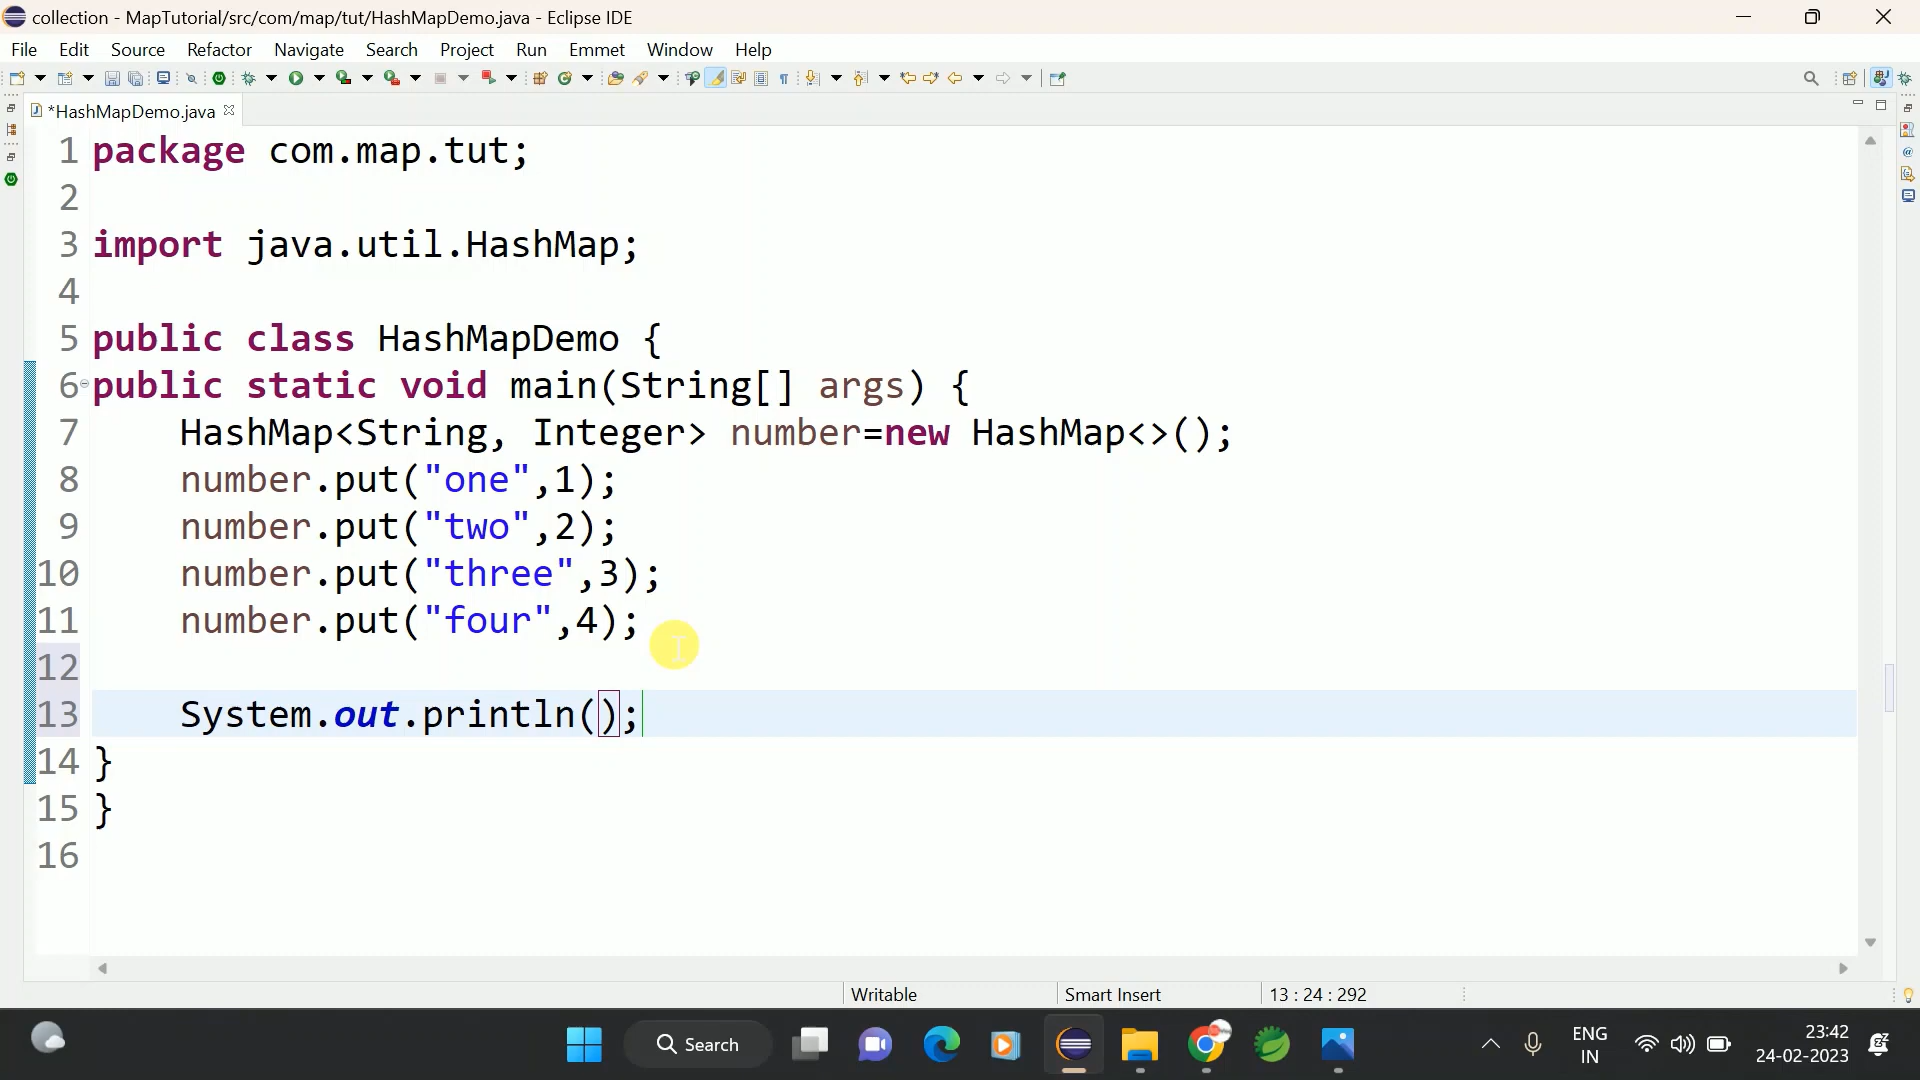 collection - MapTutorial/src/com/map/tut/HashMapDemo.java - Eclipse IDE
File Edit Source Refactor Navigate Search Project Run Emmet Window Help
*HashMapDemo.java
1 package com.map.tut;
2
3 import java.util.HashMap;
4
5 public class HashMapDemo {
6 public static void main(String[] args) {
7 HashMap<String, Integer> number=new HashMap<>();
8 number.put("one",1);
9 number.put("two",2);
10 number.put("three",3);
11 number.put("four",4);
12
13 System.out.println();
14 }
15 }
16
Writable Smart Insert 13 : 24 : 292
Search
ENG
IN
23:42
24-02-2023